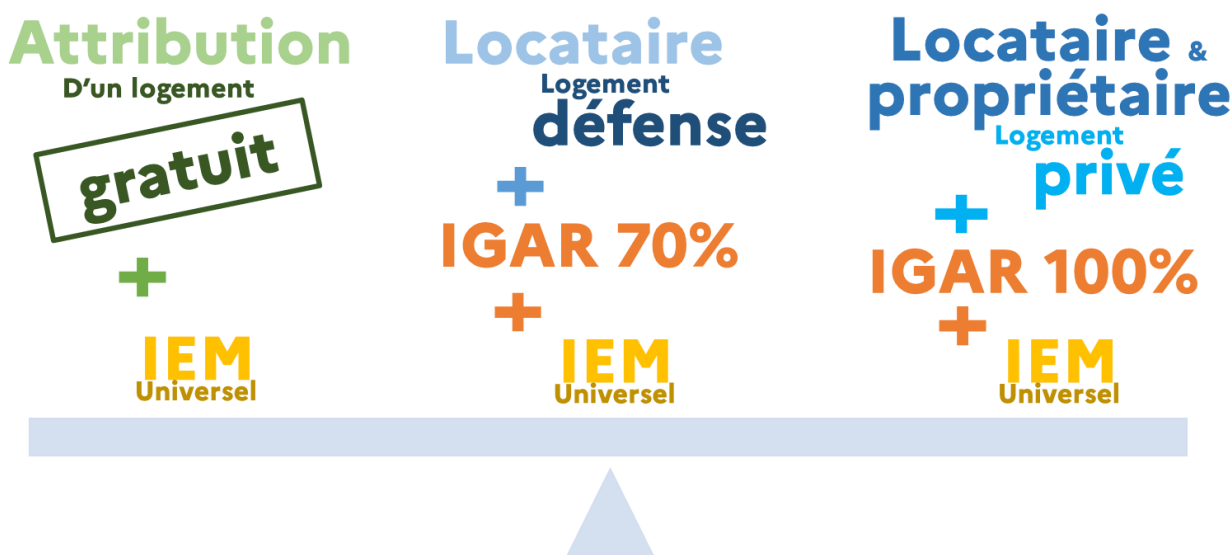 Attribution
D'un logement
gratuit
+
IEM
Universel
Locataire
Logement
défense
+
IGAR 70%
+
IEM
Universel
Locataire &
propriétaire
Logement
privé
+
IGAR 100%
+
IEM
Universel